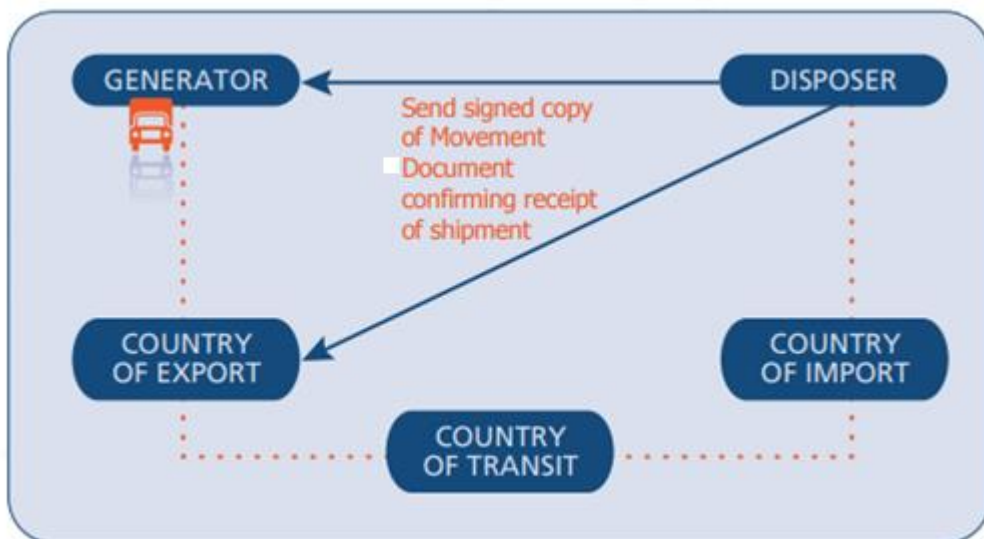 GENERATOR
DISPOSER
Send signed copy
of Movement
Document
confirming receipt
of shipment
COUNTRY
OF EXPORT
COUNTRY
OF IMPORT
COUNTRY
OF TRANSIT